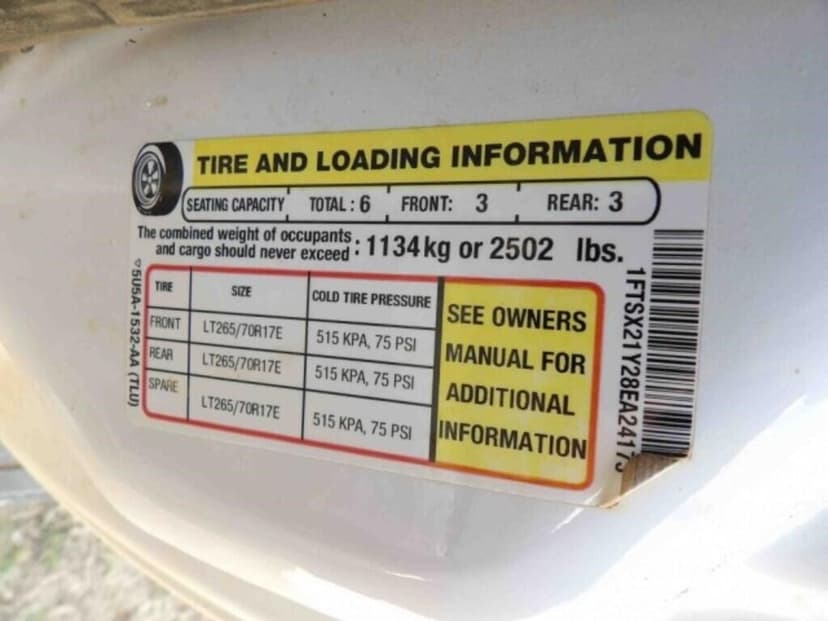 TIRE AND LOADING INFORMATION
SEATING CAPACITY TOTAL : 6 FRONT: 3 REAR: 3
The combined weight of occupants
and cargo should never exceed : 1134 kg or 2502 lbs.
TIRE SIZE COLD TIRE PRESSURE
FRONT LT265/70R17E 515 KPA, 75 PSI
REAR LT265/70R17E 515 KPA, 75 PSI
SPARE LT265/70R17E 515 KPA, 75 PSI
SEE OWNERS
MANUAL FOR
ADDITIONAL
INFORMATION
5U5A-1532-AA (TLU)